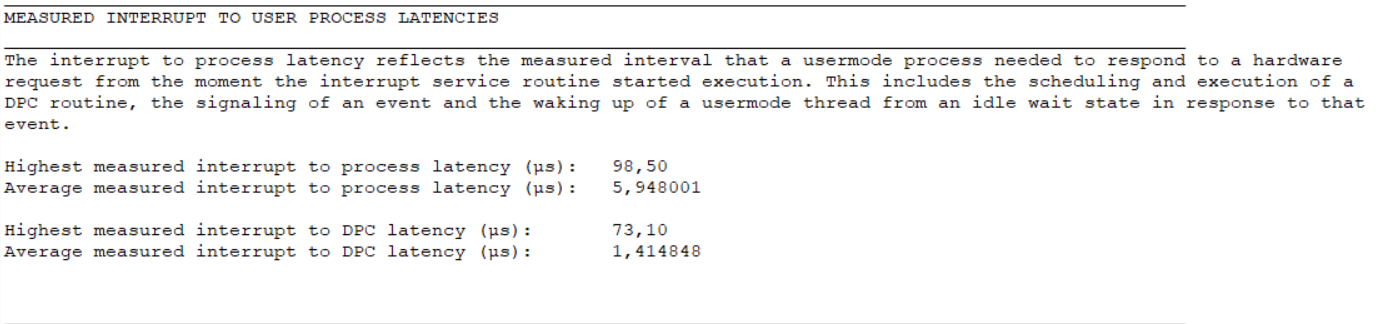 MEASURED INTERRUPT TO USER PROCESS LATENCIES
The interrupt to process latency reflects the measured interval that a usermode process needed to respond to a hardware
request from the moment the interrupt service routine started execution. This includes the scheduling and execution of a
DPC routine, the signaling of an event and the waking up of a usermode thread from an idle wait state in response to that
event.
Highest measured interrupt to process latency (µs): 98,50
Average measured interrupt to process latency (µs): 5,948001
Highest measured interrupt to DPC latency (µs): 73,10
Average measured interrupt to DPC latency (µs): 1,414848